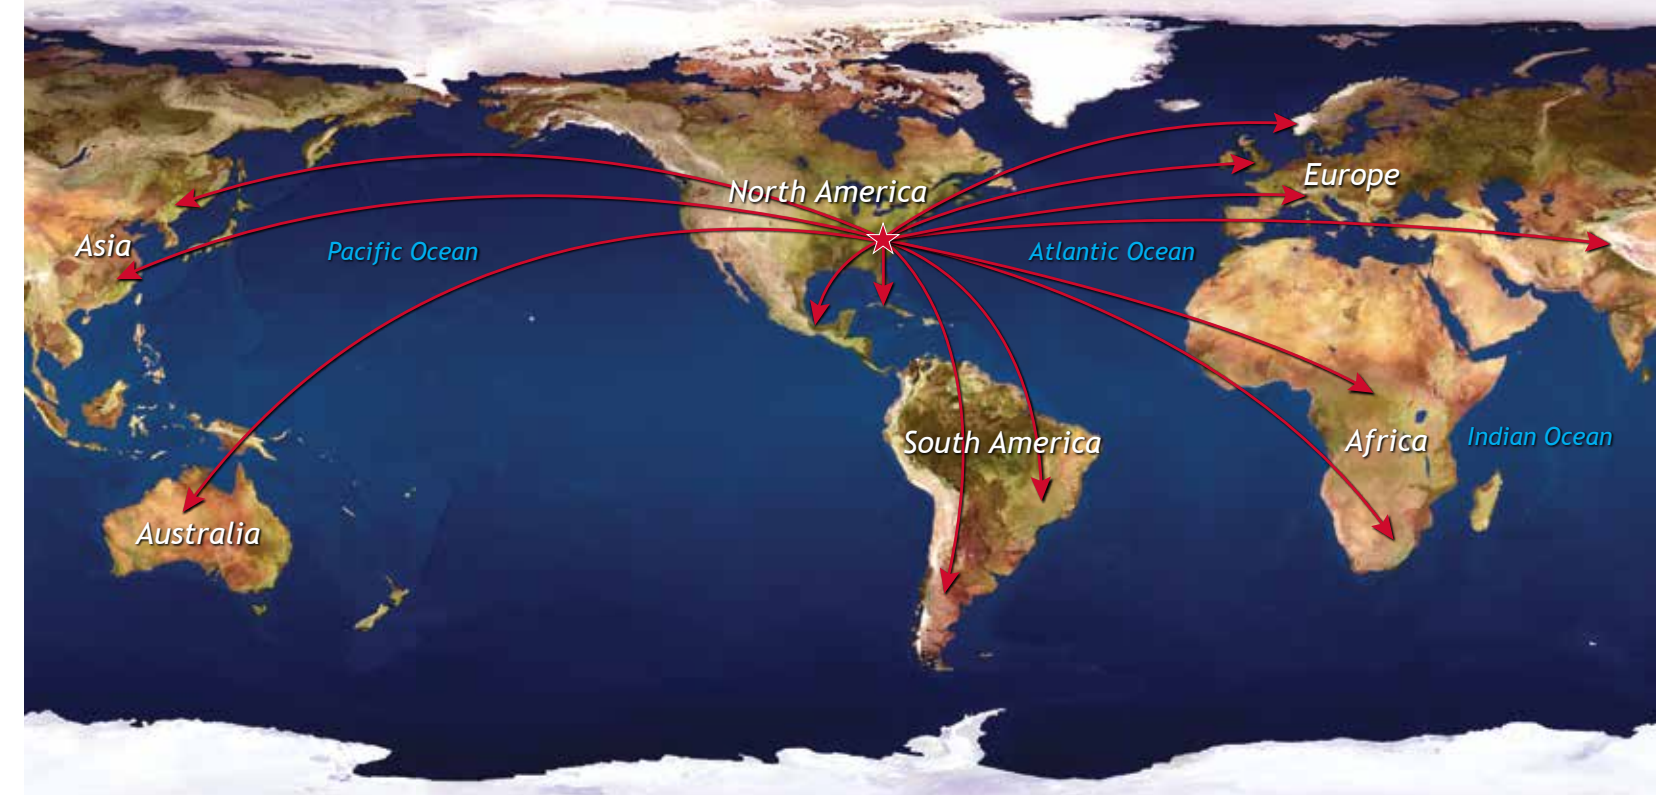 North America
Europe
Asia
Pacific Ocean
Atlantic Ocean
South America
Africa
Indian Ocean
Australia